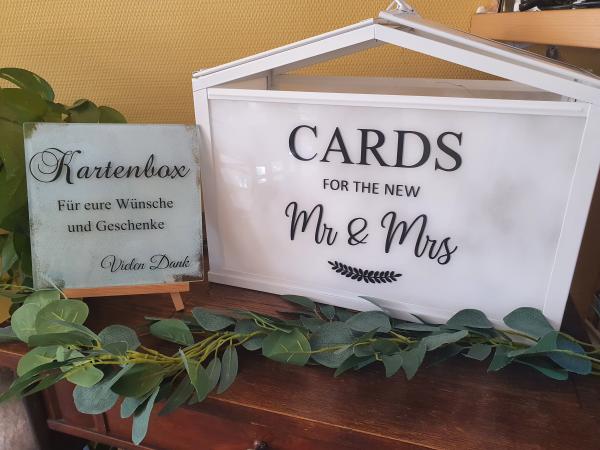 Kartenbox
Für eure Wünsche
und Geschenke
Vielen Dank
CARDS
FOR THE NEW
Mr & Mrs